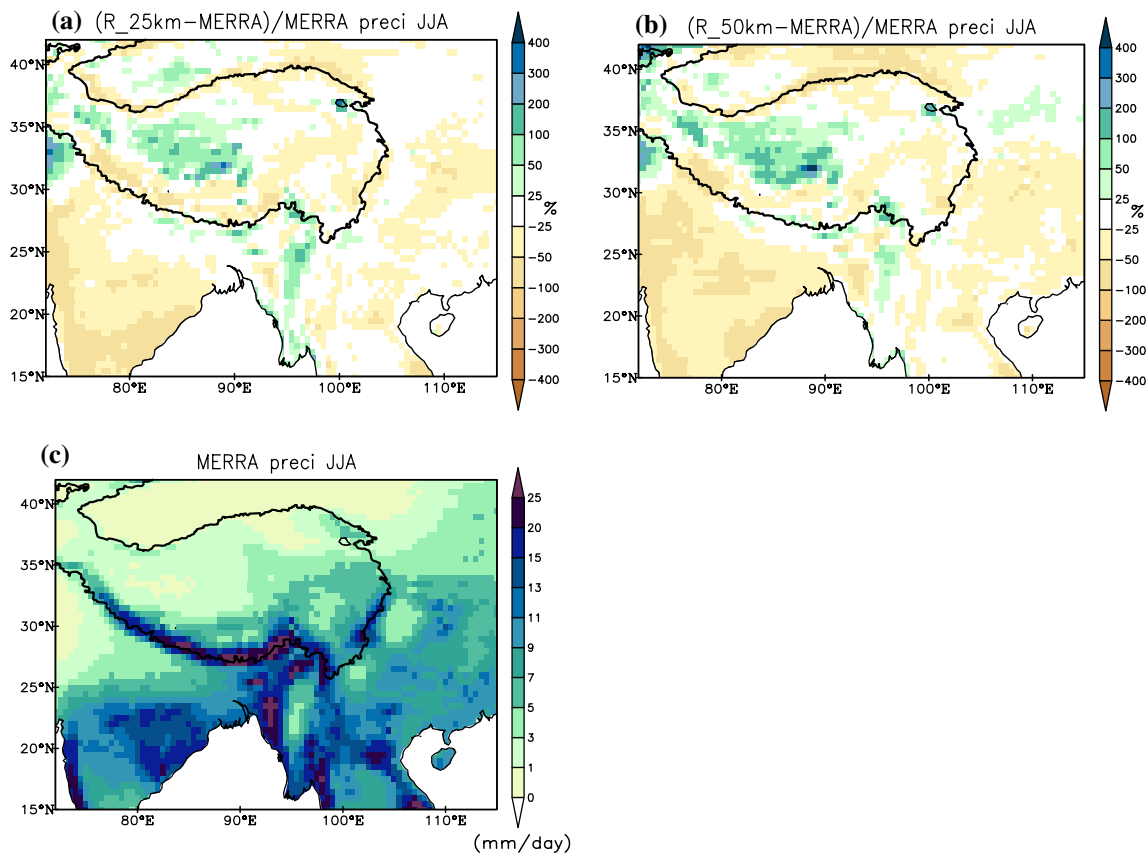 (a) (R_25km-MERRA)/MERRA preci JJA
40°N
35°N
30°N
25°N
20°N
15°N
80°E 90°E 100°E 110°E
400
300
200
100
50
25
%
-25
-50
-100
-200
-300
-400
(b) (R_50km-MERRA)/MERRA preci JJA
40°N
35°N
30°N
25°N
20°N
15°N
80°E 90°E 100°E 110°E
400
300
200
100
50
25
%
-25
-50
-100
-200
-300
-400
(c) MERRA preci JJA
40°N
35°N
30°N
25°N
20°N
15°N
80°E 90°E 100°E 110°E
25
20
15
13
11
9
7
5
3
1
0
(mm/day)